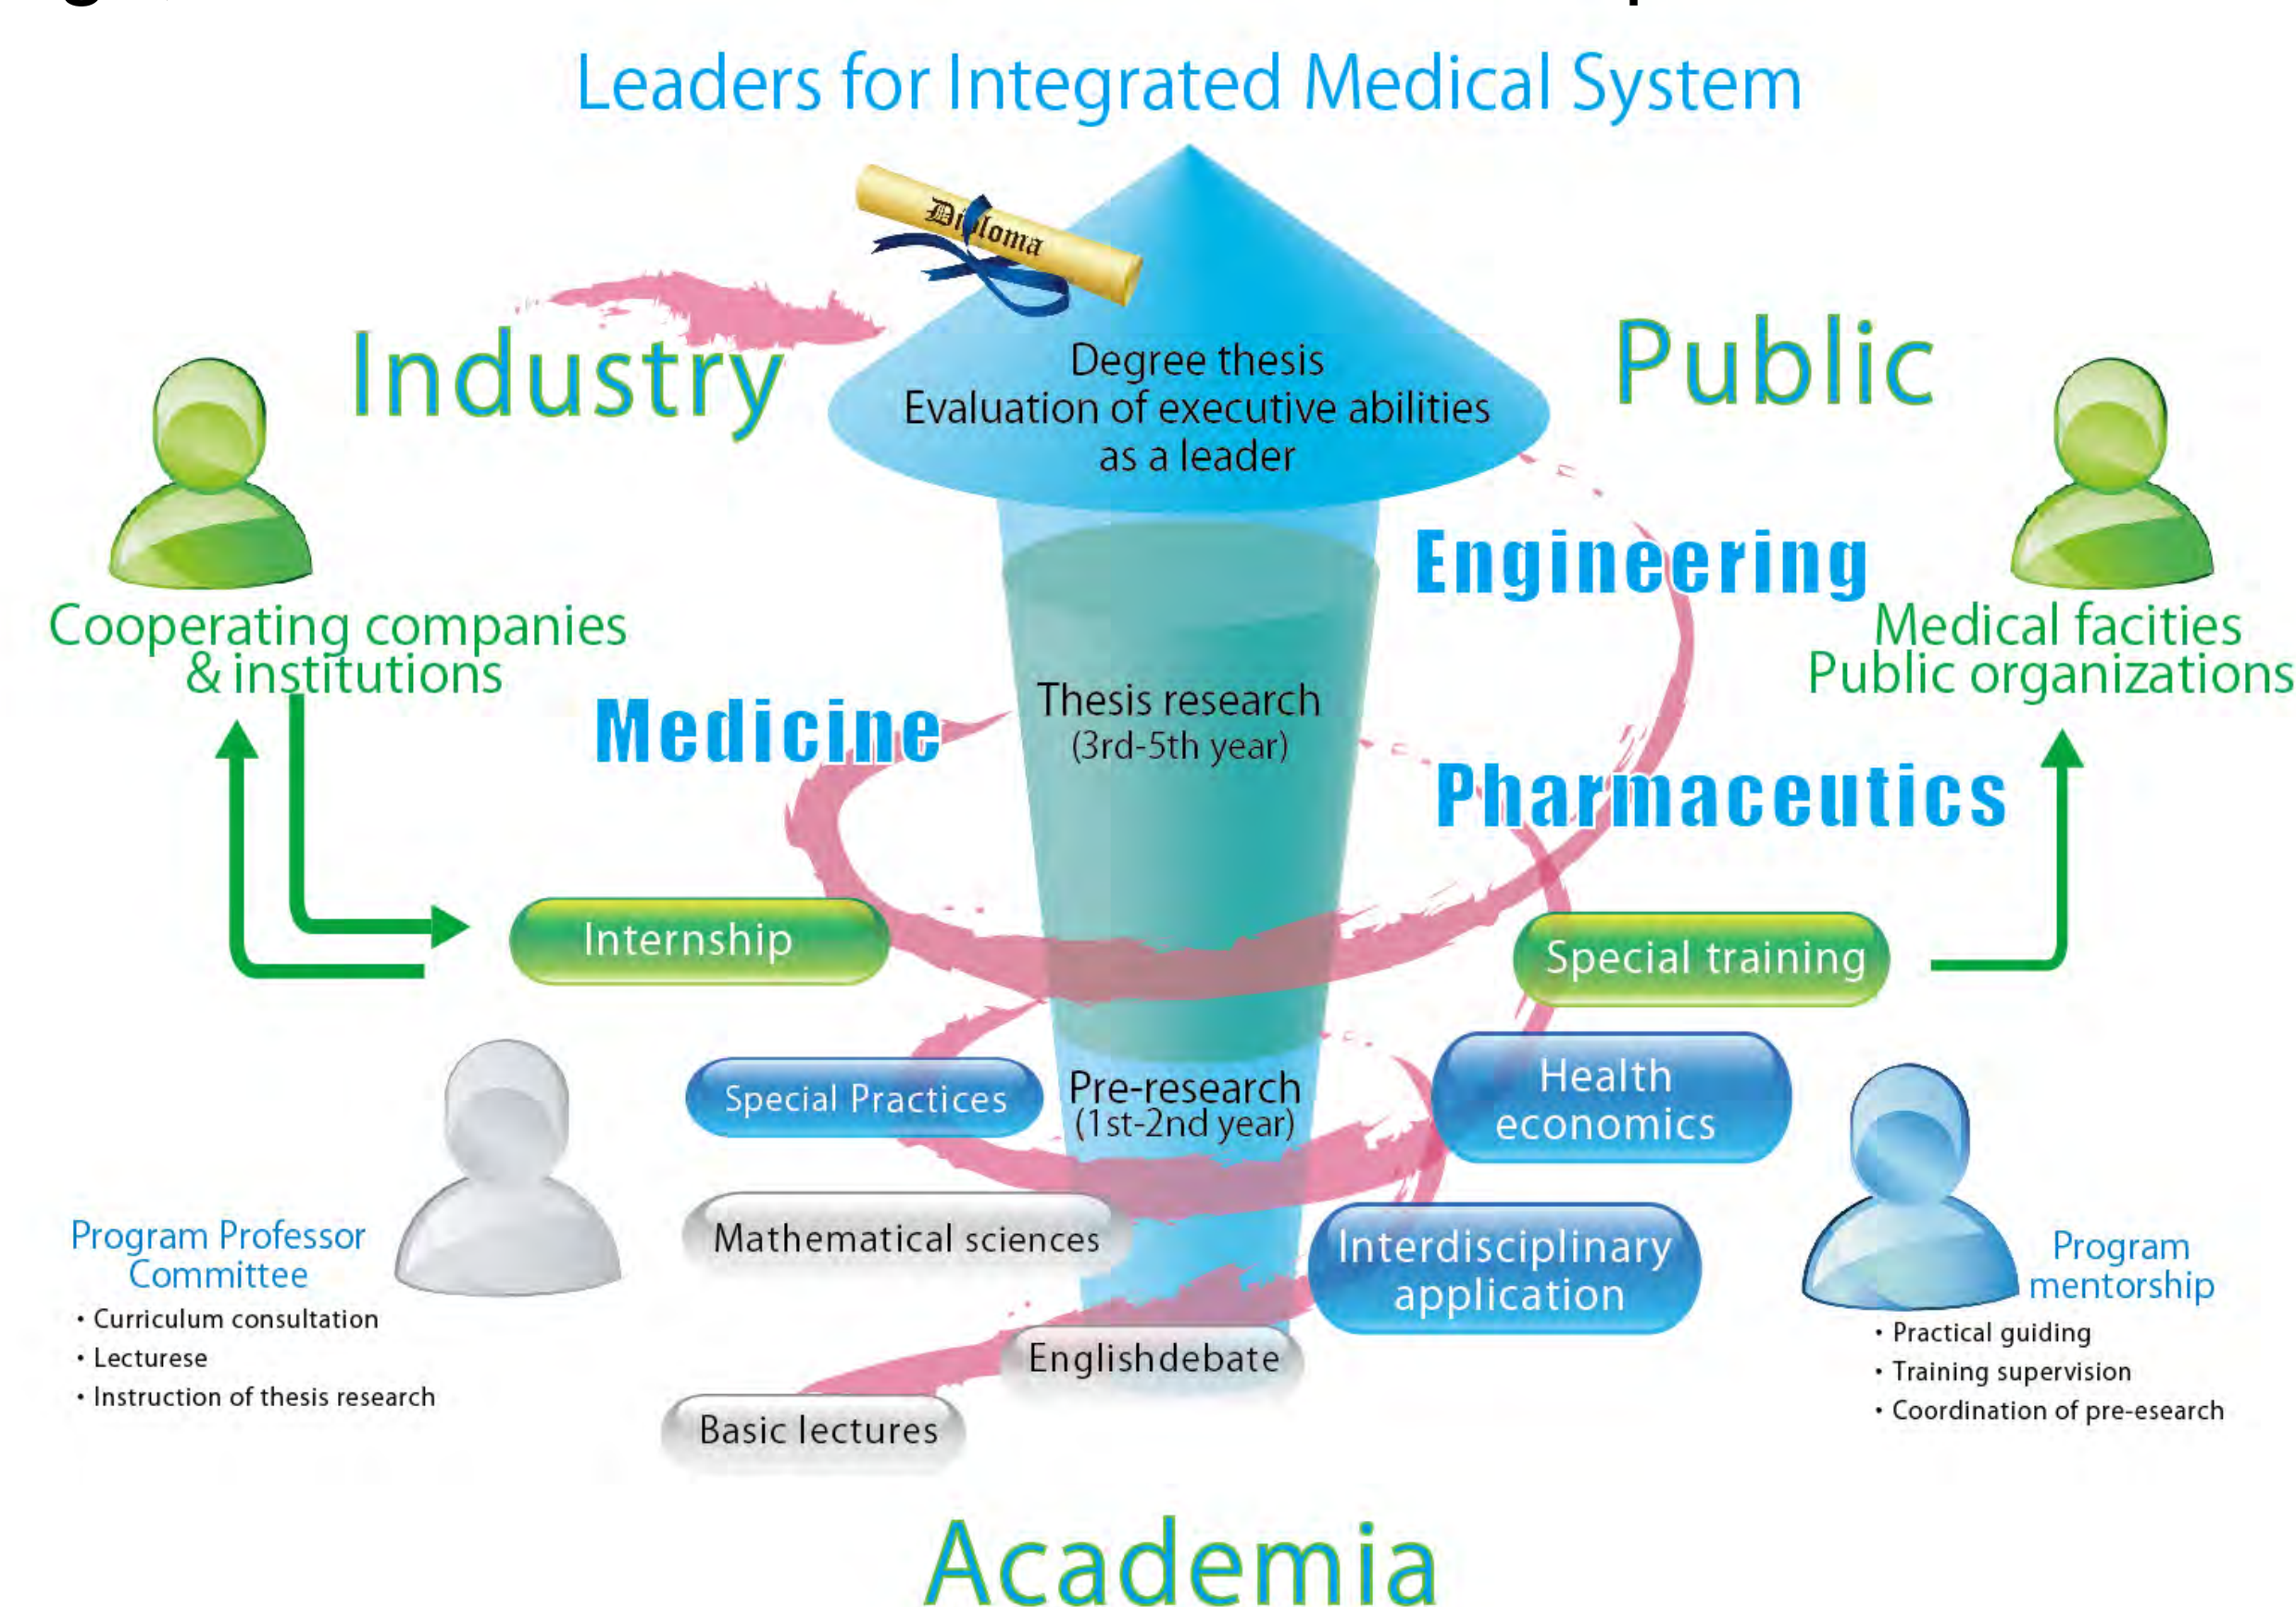 Leaders for Integrated Medical System
Diploma
Industry
Public
Degree thesis
Evaluation of executive abilities
as a leader
Engineering
Cooperating companies
& institutions
Medical facities
Public organizations
Medicine
Thesis research
(3rd-5th year)
Pharmaceutics
Internship
Special training
Special Practices
Pre-research
(1st-2nd year)
Health
economics
Mathematical sciences
Interdisciplinary
application
Program Professor
Committee
• Curriculum consultation
• Lecturese
• Instruction of thesis research
Program
mentorship
• Practical guiding
• Training supervision
• Coordination of pre-esearch
Englishdebate
Basic lectures
Academia